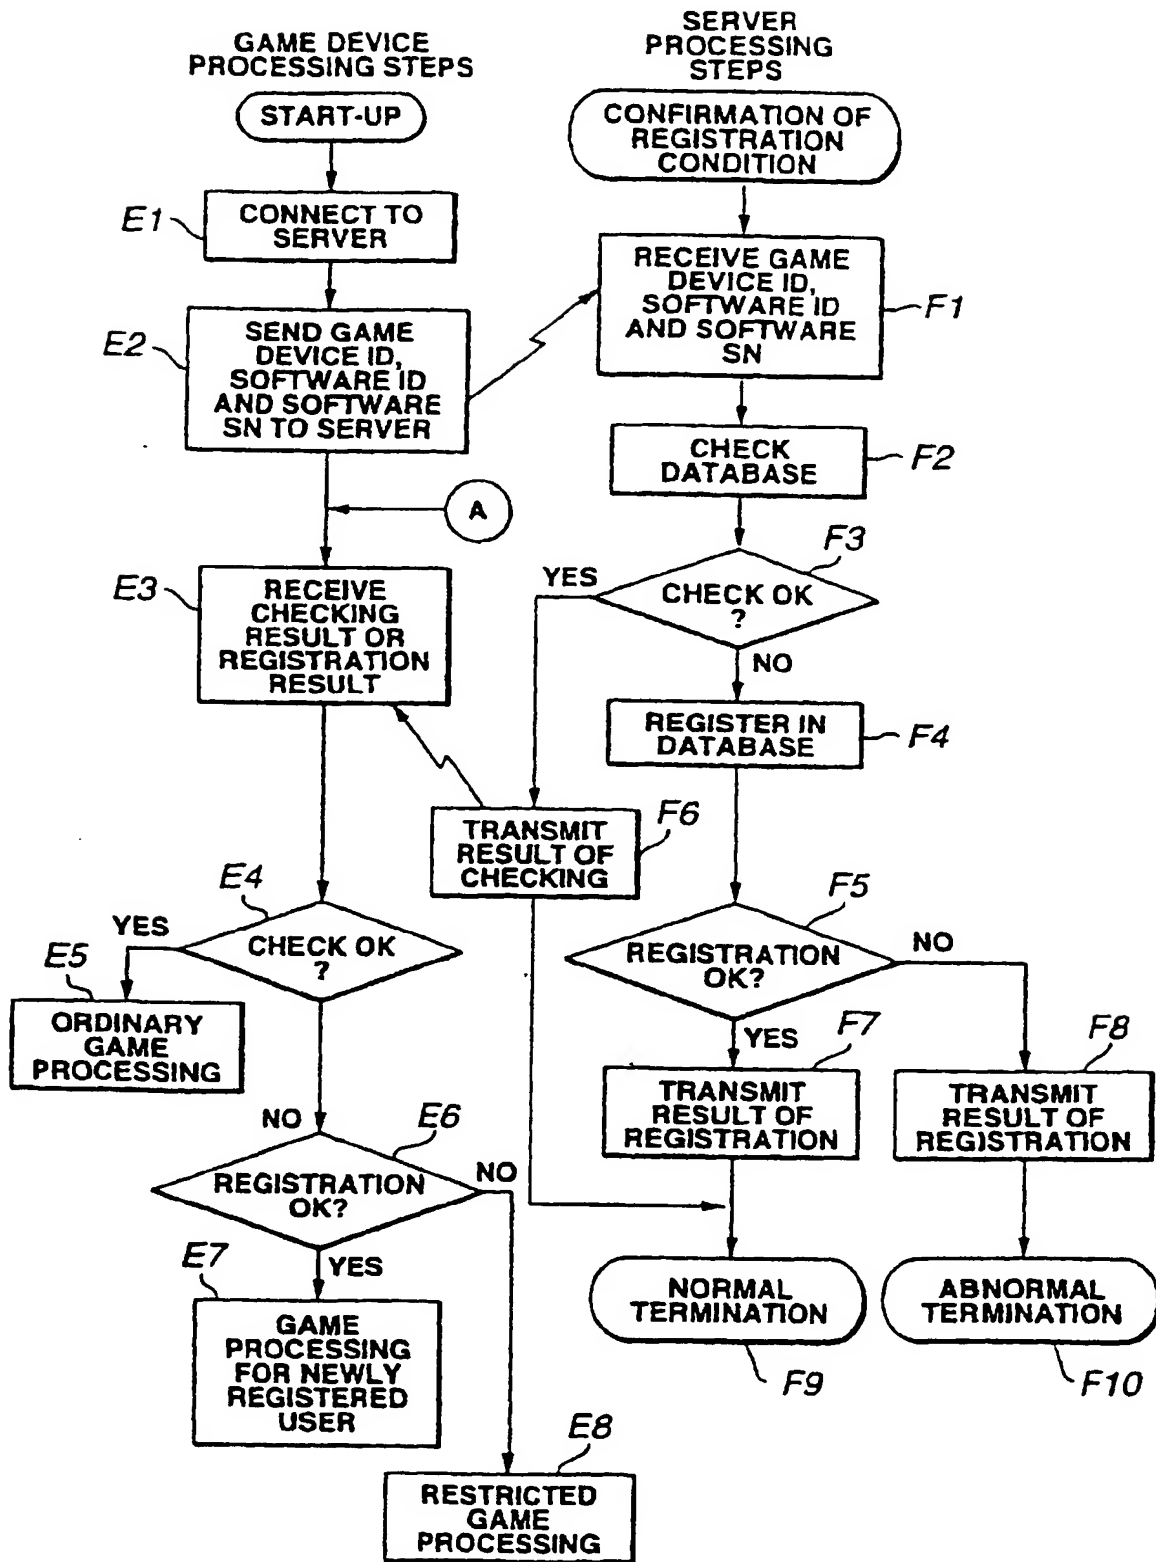 GAME DEVICE
PROCESSING STEPS
START-UP
E1
CONNECT TO
SERVER
E2
SEND GAME
DEVICE ID,
SOFTWARE ID
AND SOFTWARE
SN TO SERVER
A
E3
RECEIVE
CHECKING
RESULT OR
REGISTRATION
RESULT
E4
CHECK OK
?
YES
E5
ORDINARY
GAME
PROCESSING
NO
E6
REGISTRATION
OK?
NO
YES
E7
GAME
PROCESSING
FOR NEWLY
REGISTERED
USER
E8
RESTRICTED
GAME
PROCESSING
SERVER
PROCESSING
STEPS
CONFIRMATION OF
REGISTRATION
CONDITION
RECEIVE GAME
DEVICE ID,
SOFTWARE ID
AND SOFTWARE
SN
F1
CHECK
DATABASE
F2
F3
YES
CHECK OK
?
NO
REGISTER IN
DATABASE
F4
F6
TRANSMIT
RESULT OF
CHECKING
F5
REGISTRATION
OK?
NO
YES
F7
TRANSMIT
RESULT OF
REGISTRATION
F8
TRANSMIT
RESULT OF
REGISTRATION
NORMAL
TERMINATION
F9
ABNORMAL
TERMINATION
F10